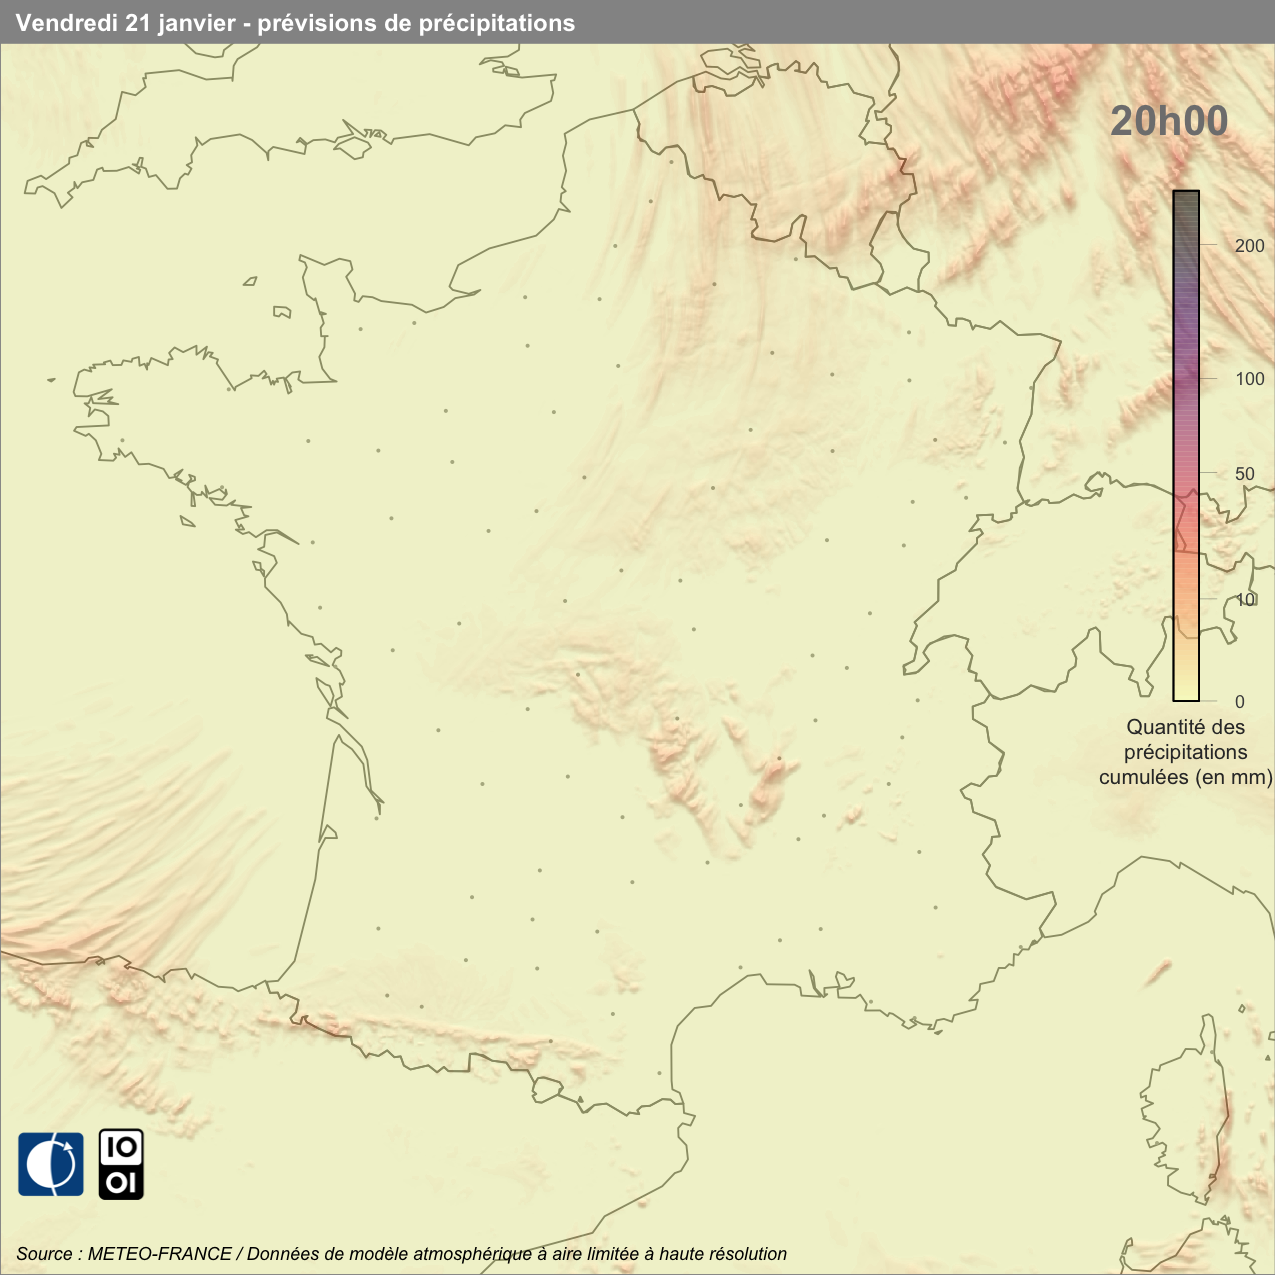 Vendredi 21 janvier - prévisions de précipitations
20h00
200
100
50
10
0
Quantité des
précipitations
cumulées (en mm)
IO
OI
Source : METEO-FRANCE / Données de modèle atmosphérique à aire limitée à haute résolution